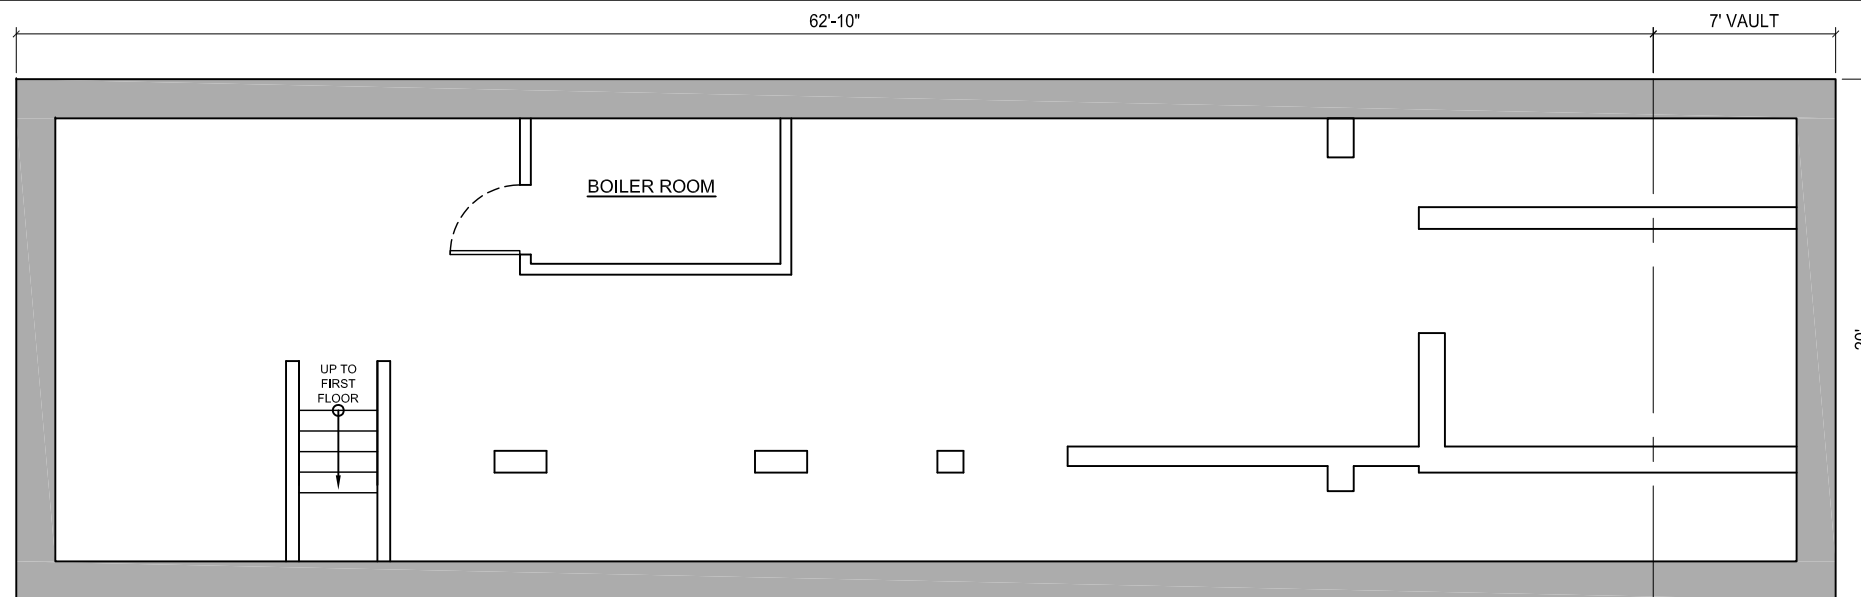 62'-10"
7' VAULT
BOILER ROOM
UP TO
FIRST
FLOOR